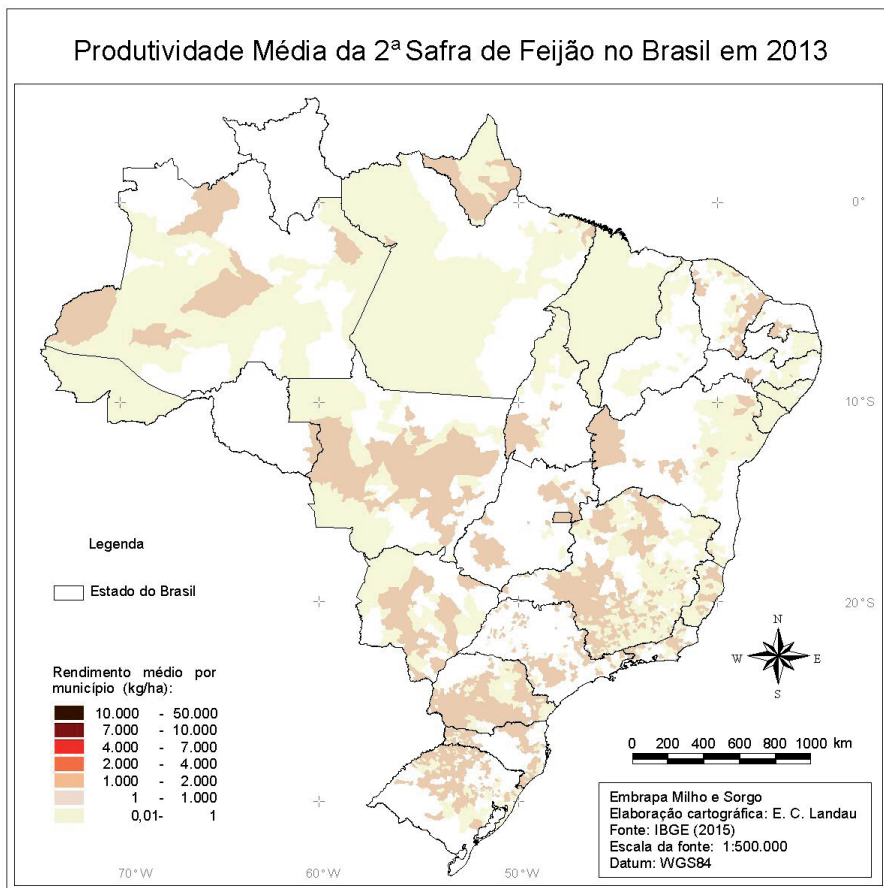 Produtividade Média da 2ª Safra de Feijão no Brasil em 2013
0°
10°S
20°S
Legenda
Estado do Brasil
N
W E
S
Rendimento médio por
município (kg/ha):
10.000 - 50.000
7.000 - 10.000
4.000 - 7.000
2.000 - 4.000
1.000 - 2.000
1 - 1.000
0,01- 1
0 200 400 600 800 1000 km
Embrapa Milho e Sorgo
Elaboração cartográfica: E. C. Landau
Fonte: IBGE (2015)
Escala da fonte: 1:500.000
Datum: WGS84
70°W 60°W 50°W